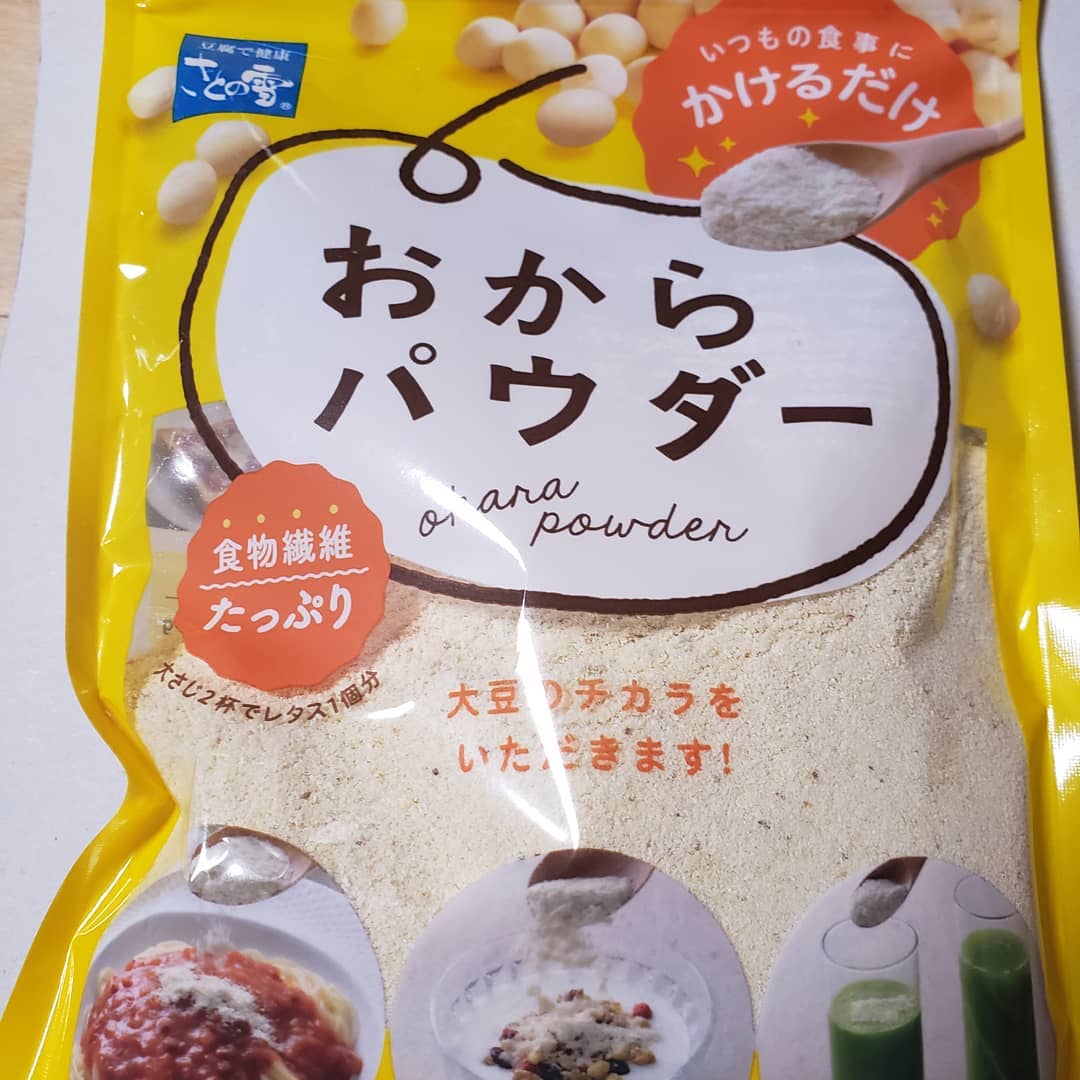 豆腐で健康
さとの雪®
いつもの食事に
かけるだけ
おから
パウダー
okara
powder
食物繊維
たっぷり
大さじ2杯でレタス1個分
大豆のチカラを
いただきます!